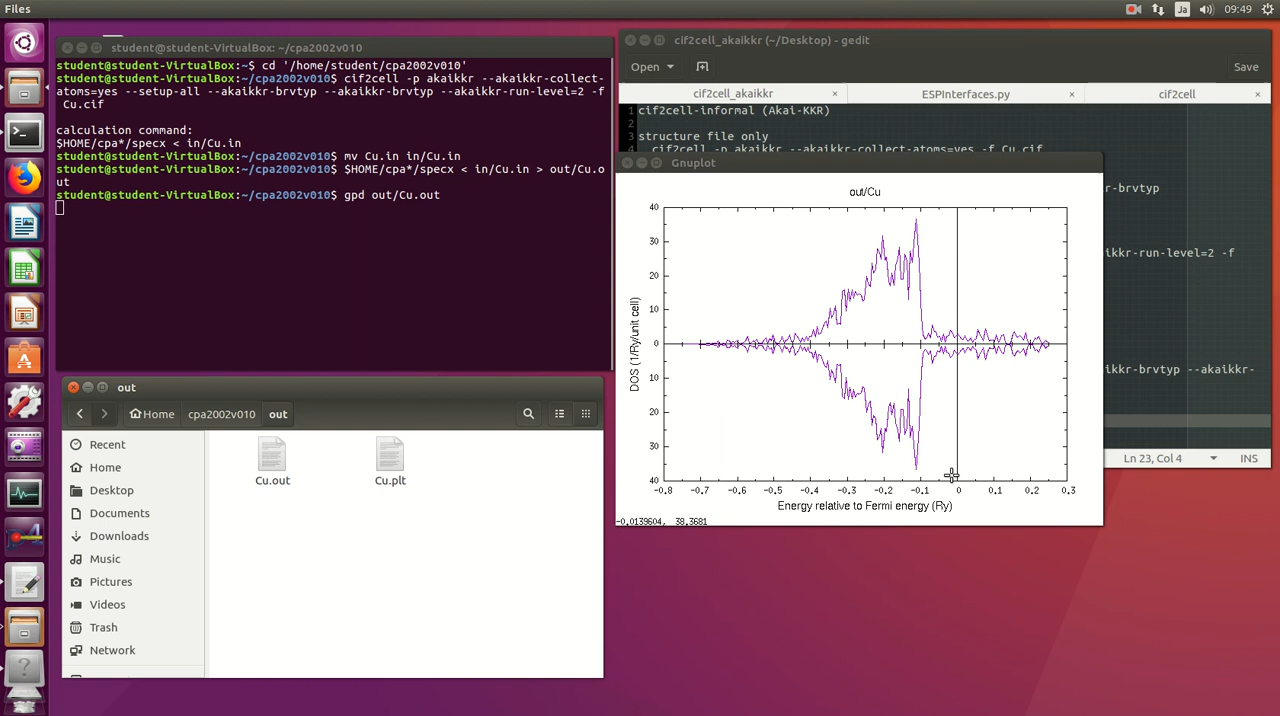 Files
Ja
09:49
student@student-VirtualBox: ~/cpa2002v010
student@student-VirtualBox:~$ cd '/home/student/cpa2002v010'
student@student-VirtualBox:~/cpa2002v010$ cif2cell -p akaikkr --akaikkr-collect-
atoms=yes --setup-all --akaikkr-brvtyp --akaikkr-brvtyp --akaikkr-run-level=2 -f
Cu.cif
calculation command:
$HOME/cpa*/specx < in/Cu.in
student@student-VirtualBox:~/cpa2002v010$ mv Cu.in in/Cu.in
student@student-VirtualBox:~/cpa2002v010$ $HOME/cpa*/specx < in/Cu.in > out/Cu.o
ut
student@student-VirtualBox:~/cpa2002v010$ gpd out/Cu.out
cif2cell_akaikkr (~/Desktop) - gedit
Open
Save
cif2cell_akaikkr × ESPInterfaces.py × cif2cell ×
1 cif2cell-informal (Akai-KKR)
2
3 structure file only
4 cif2cell -p akaikkr --akaikkr-collect-atoms=yes -f Cu.cif
kkr-brvtyp
ikkr-run-level=2 -f
ikkr-brvtyp --akaikkr-
Ln 23, Col 4 INS
Gnuplot
out/Cu
40
30
20
10
0
10
20
30
40
DOS (1/Ry/unit cell)
-0.8 -0.7 -0.6 -0.5 -0.4 -0.3 -0.2 -0.1 0 0.1 0.2 0.3
Energy relative to Fermi energy (Ry)
-0.0139604, 38.3681
out
Home cpa2002v010 out
Recent
Home
Desktop
Documents
Downloads
Music
Pictures
Videos
Trash
Network
Cu.out Cu.plt